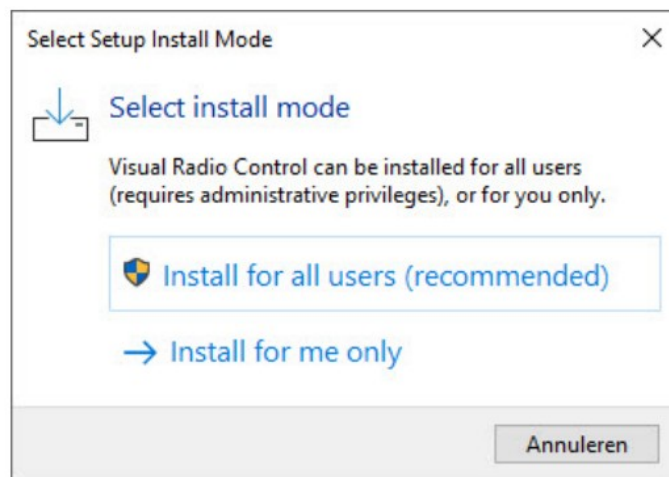 Select Setup Install Mode
Select install mode
Visual Radio Control can be installed for all users
(requires administrative privileges), or for you only.
Install for all users (recommended)
Install for me only
Annuleren